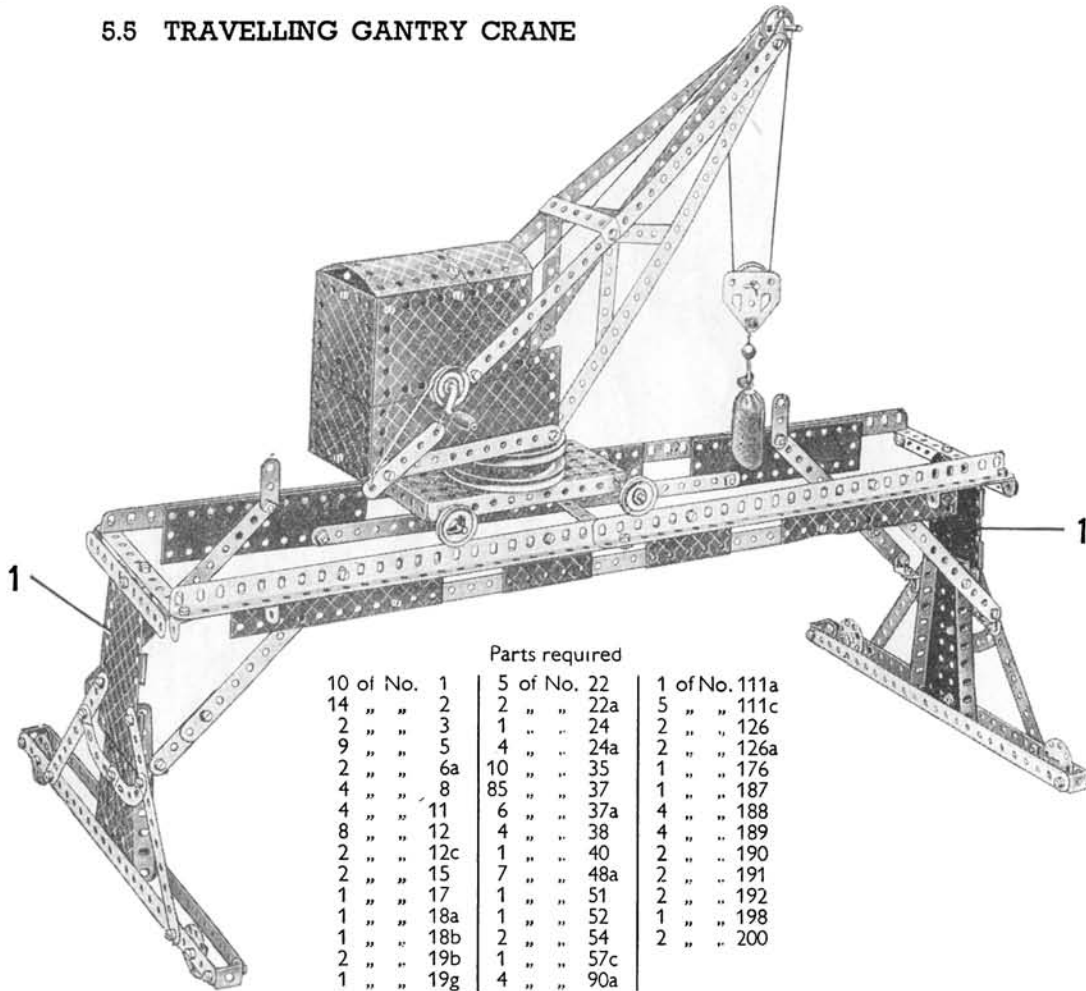 5.5 TRAVELLING GANTRY CRANE
1
1
Parts required
10 of No. 1
14 „ „ 2
2 „ „ 3
9 „ „ 5
2 „ „ 6a
4 „ „ 8
4 „ „ 11
8 „ „ 12
2 „ „ 12c
2 „ „ 15
1 „ „ 17
1 „ „ 18a
1 „ „ 18b
2 „ „ 19b
1 „ „ 19g
5 of No. 22
2 „ „ 22a
1 „ „ 24
4 „ „ 24a
10 „ „ 35
85 „ „ 37
6 „ „ 37a
4 „ „ 38
1 „ „ 40
7 „ „ 48a
1 „ „ 51
1 „ „ 52
2 „ „ 54
1 „ „ 57c
4 „ „ 90a
1 of No. 111a
5 „ „ 111c
2 „ „ 126
2 „ „ 126a
1 „ „ 176
1 „ „ 187
4 „ „ 188
4 „ „ 189
2 „ „ 190
2 „ „ 191
2 „ „ 192
1 „ „ 198
2 „ „ 200